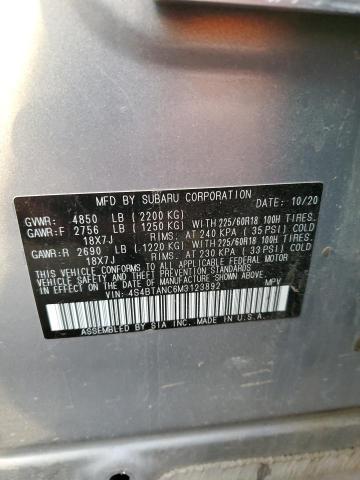 MFD BY SUBARU CORPORATION DATE: 10/20
GVWR: 4850 LB (2200 KG)
GAWR:F 2756 LB (1250 KG) WITH 225/60R18 100H TIRES.
18X7J RIMS. AT 240 KPA ( 35 PSI) COLD
GAWR:R 2690 LB (1220 KG) WITH 225/60R18 100H TIRES.
18X7J RIMS. AT 230 KPA ( 33 PSI) COLD
THIS VEHICLE CONFORMS TO ALL APPLICABLE FEDERAL MOTOR
VEHICLE SAFETY AND THEFT PREVENTION STANDARDS
IN EFFECT ON THE DATE OF MANUFACTURE SHOWN ABOVE.
VIN: 4S4BTANC6M3123892 MPV
ASSEMBLED BY SIA INC. MADE IN U.S.A.